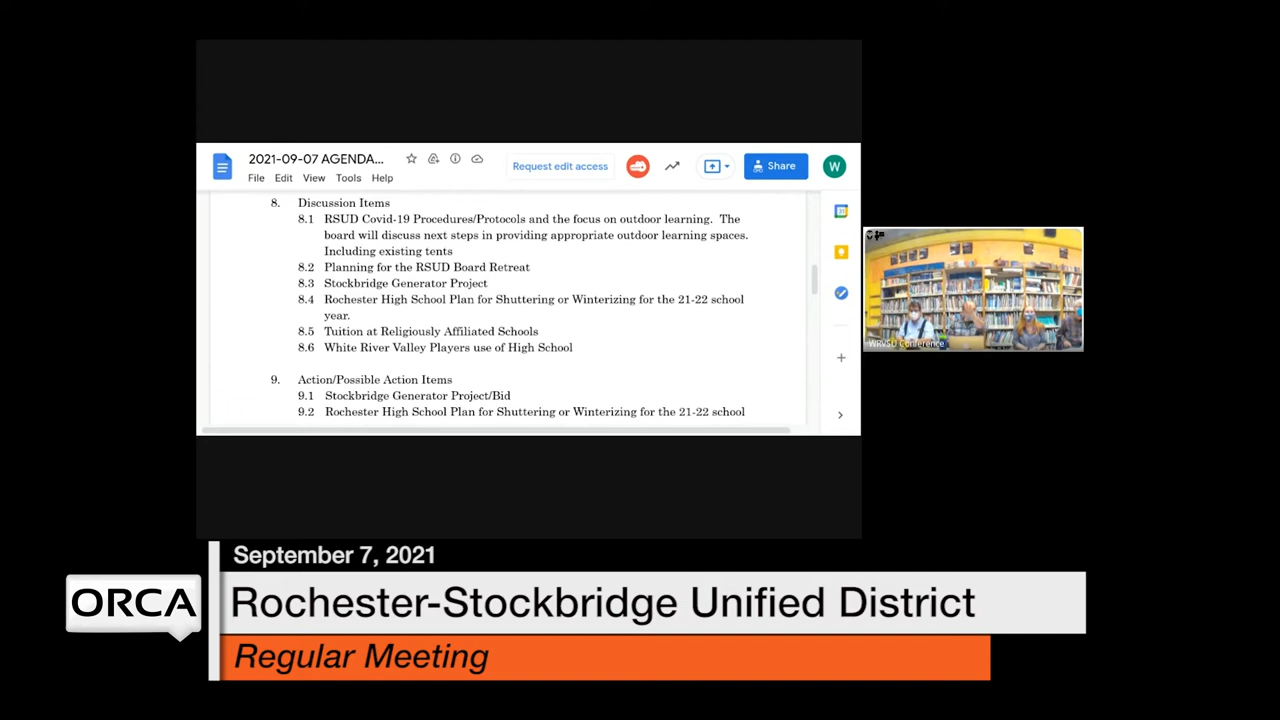 2021-09-07 AGENDA...
File Edit View Tools Help
Request edit access
Share
W
8. Discussion Items
8.1 RSUD Covid-19 Procedures/Protocols and the focus on outdoor learning. The
board will discuss next steps in providing appropriate outdoor learning spaces.
Including existing tents
8.2 Planning for the RSUD Board Retreat
8.3 Stockbridge Generator Project
8.4 Rochester High School Plan for Shuttering or Winterizing for the 21-22 school
year.
8.5 Tuition at Religiously Affiliated Schools
8.6 White River Valley Players use of High School
9. Action/Possible Action Items
9.1 Stockbridge Generator Project/Bid
9.2 Rochester High School Plan for Shuttering or Winterizing for the 21-22 school
WRVSU Conference
September 7, 2021
ORCA
Rochester-Stockbridge Unified District
Regular Meeting